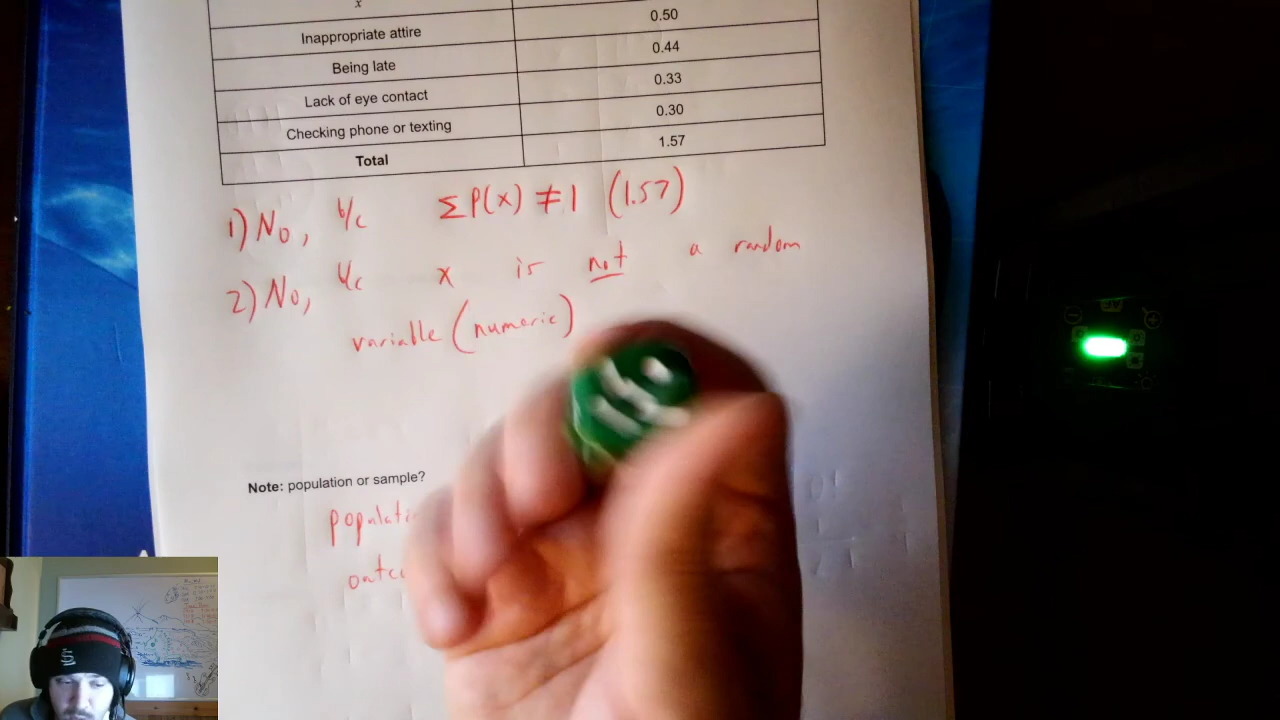 x
0.50
Inappropriate attire 0.44
Being late 0.33
Lack of eye contact 0.30
Checking phone or texting 1.57
Total
1) No, b/c ΣP(x) ≠ 1 (1.57)
2) No, b/c x is not a random
variable (numeric)
Note: population or sample?